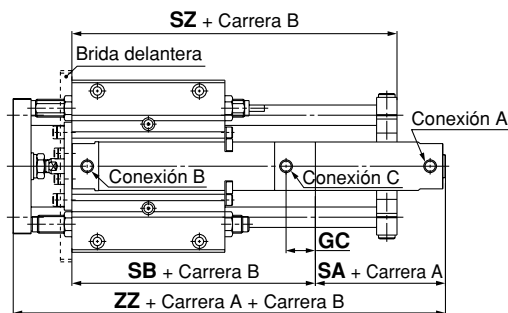 SZ + Carrera B
Brida delantera
Conexión A
Conexión B
Conexión C
GC
SB + Carrera B
SA + Carrera A
ZZ + Carrera A + Carrera B